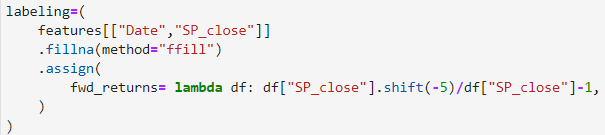 labeling=(
    features[["Date","SP_close"]]
    .fillna(method="ffill")
    .assign(
        fwd_returns= lambda df: df["SP_close"].shift(-5)/df["SP_close"]-1,
    )
)